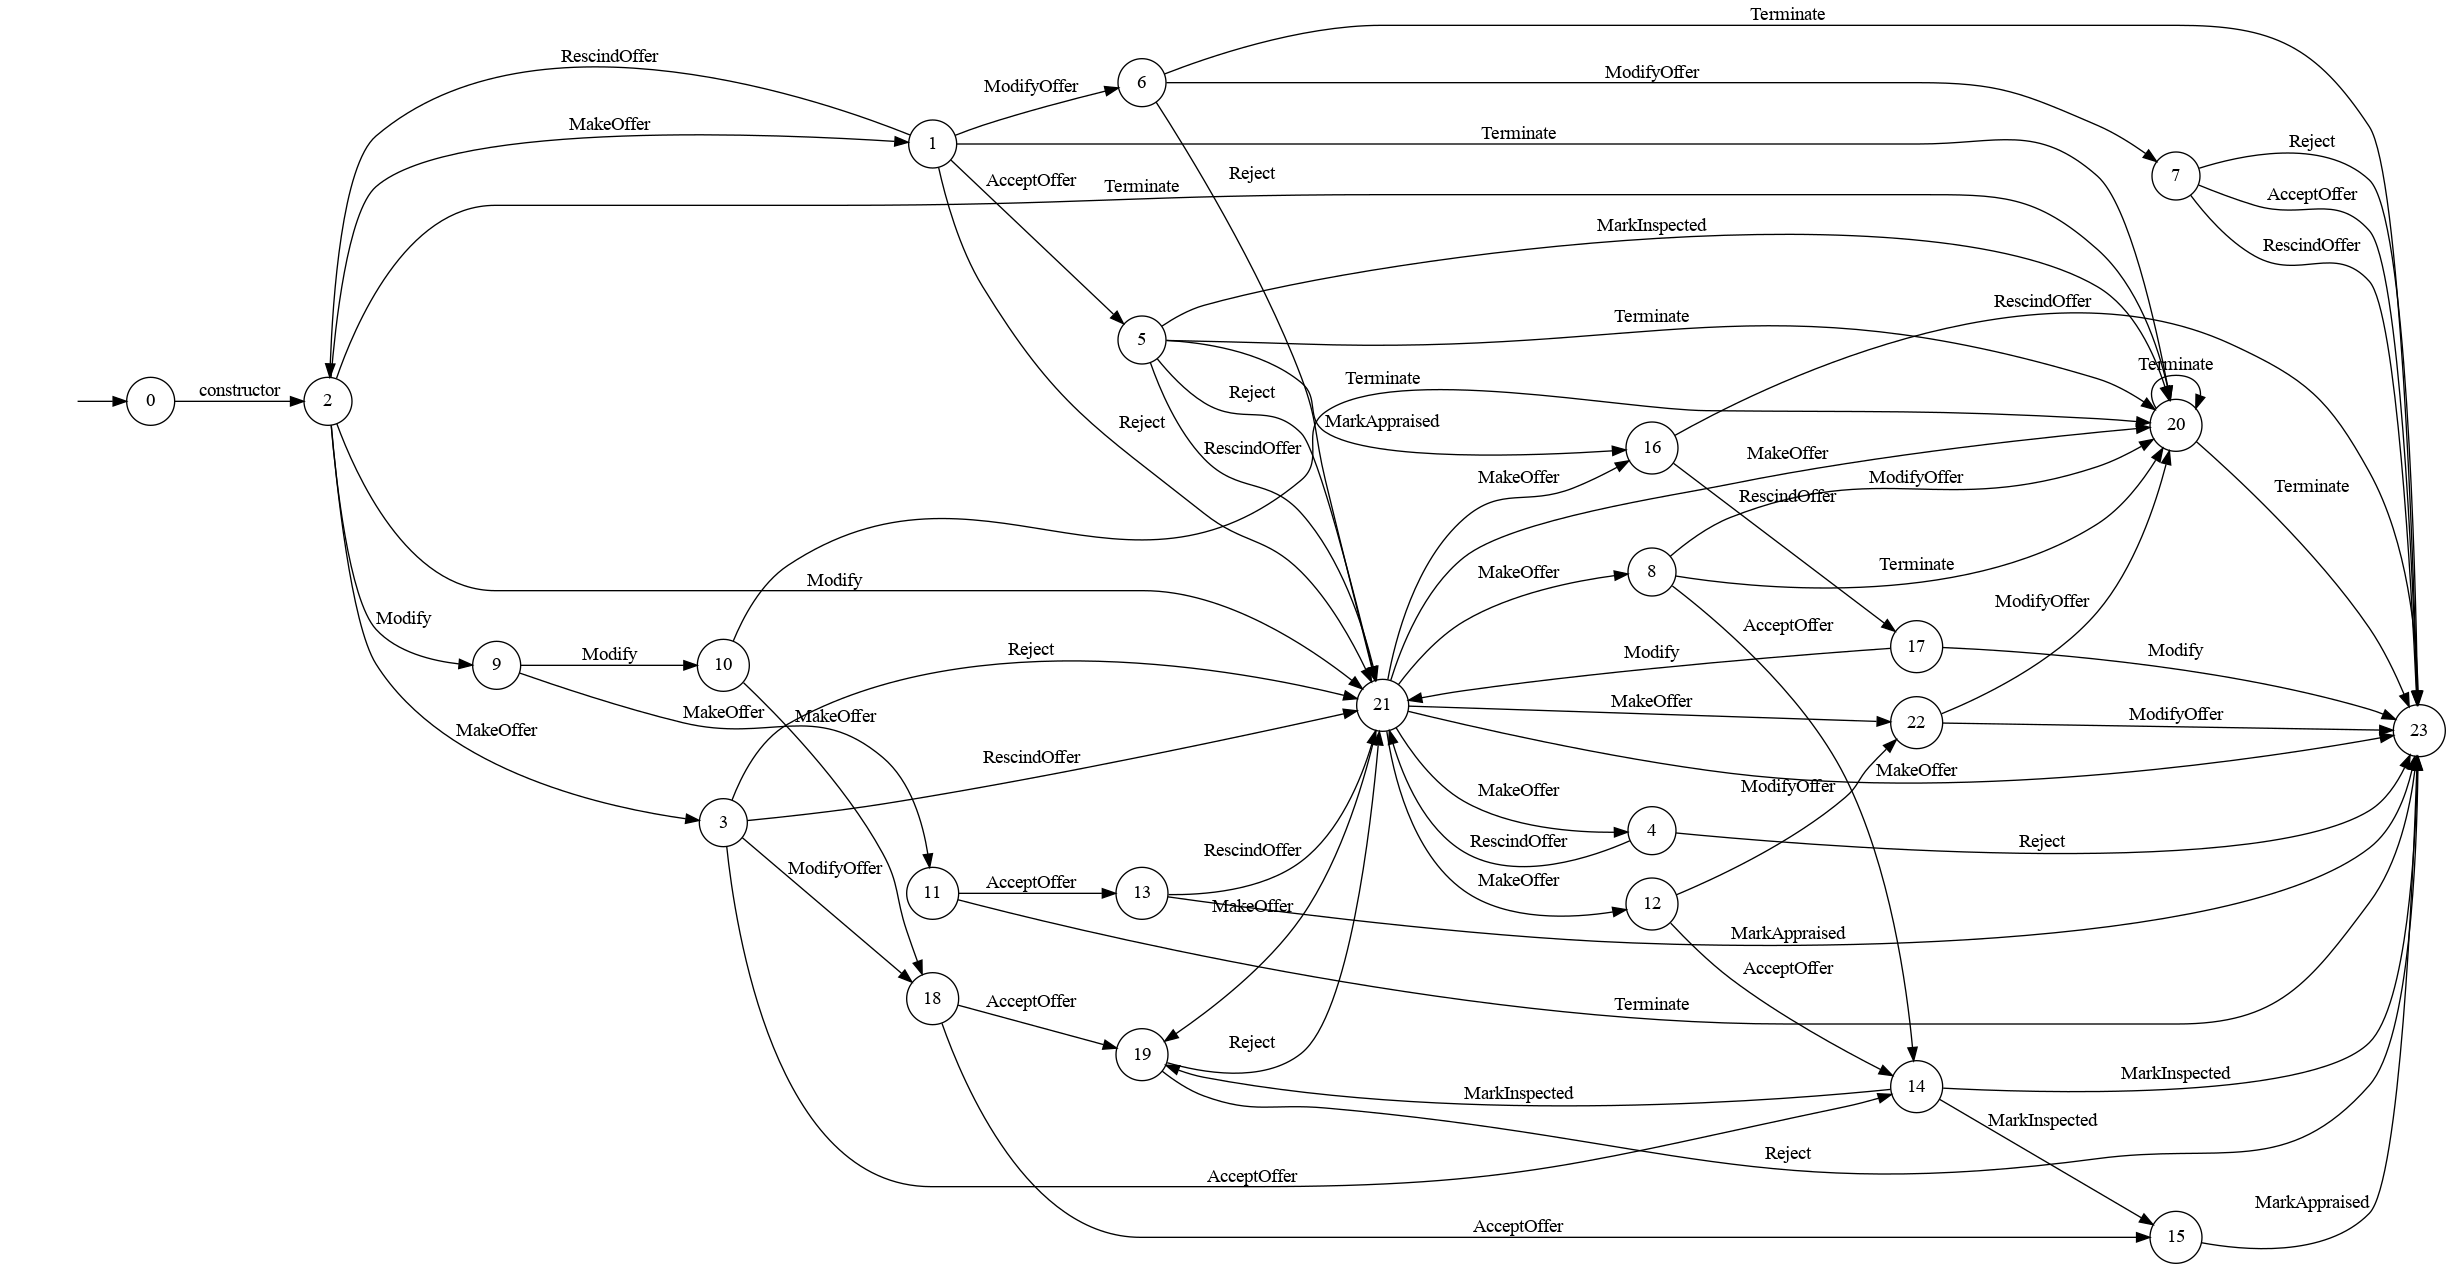 Terminate
RescindOffer
ModifyOffer
6
ModifyOffer
MakeOffer
1
Terminate
Reject
7
Reject
AcceptOffer
Terminate
AcceptOffer
MarkInspected
RescindOffer
RescindOffer
5
Terminate
Terminate
0
constructor
2
Reject
Terminate
Reject
MarkAppraised
20
RescindOffer
16
MakeOffer
MakeOffer
ModifyOffer
RescindOffer
Terminate
MakeOffer
8
Terminate
Modify
ModifyOffer
Modify
AcceptOffer
9
Modify
10
Reject
Modify
17
Modify
MakeOffer
MakeOffer
21
MakeOffer
22
ModifyOffer
23
MakeOffer
RescindOffer
MakeOffer
ModifyOffer
MakeOffer
3
4
RescindOffer
Reject
RescindOffer
ModifyOffer
11
AcceptOffer
13
MakeOffer
12
MakeOffer
MarkAppraised
AcceptOffer
18
AcceptOffer
Terminate
Reject
19
14
MarkInspected
MarkInspected
MarkInspected
Reject
AcceptOffer
MarkAppraised
AcceptOffer
15